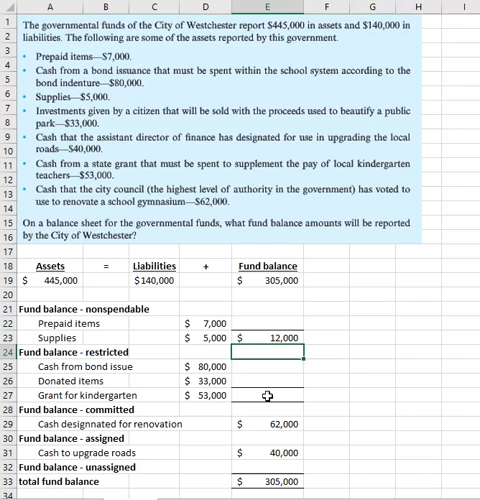 A B C D E F G H I
1 The governmental funds of the City of Westchester report $445,000 in assets and $140,000 in
2 liabilities. The following are some of the assets reported by this government.
3 • Prepaid items—$7,000.
4 • Cash from a bond issuance that must be spent within the school system according to the
5 bond indenture—$80,000.
6 • Supplies—$5,000.
7 • Investments given by a citizen that will be sold with the proceeds used to beautify a public
8 park—$33,000.
9 • Cash that the assistant director of finance has designated for use in upgrading the local
10 roads—$40,000.
11 • Cash from a state grant that must be spent to supplement the pay of local kindergarten
12 teachers—$53,000.
13 • Cash that the city council (the highest level of authority in the government) has voted to
14 use to renovate a school gymnasium—$62,000.
15 On a balance sheet for the governmental funds, what fund balance amounts will be reported
16 by the City of Westchester?
17
18 Assets = Liabilities + Fund balance
19 $ 445,000 $140,000 $ 305,000
20
21 Fund balance - nonspendable
22 Prepaid items $ 7,000
23 Supplies $ 5,000 $ 12,000
24 Fund balance - restricted
25 Cash from bond issue $ 80,000
26 Donated items $ 33,000
27 Grant for kindergarten $ 53,000
28 Fund balance - committed
29 Cash designnated for renovation $ 62,000
30 Fund balance - assigned
31 Cash to upgrade roads $ 40,000
32 Fund balance - unassigned
33 total fund balance $ 305,000
34